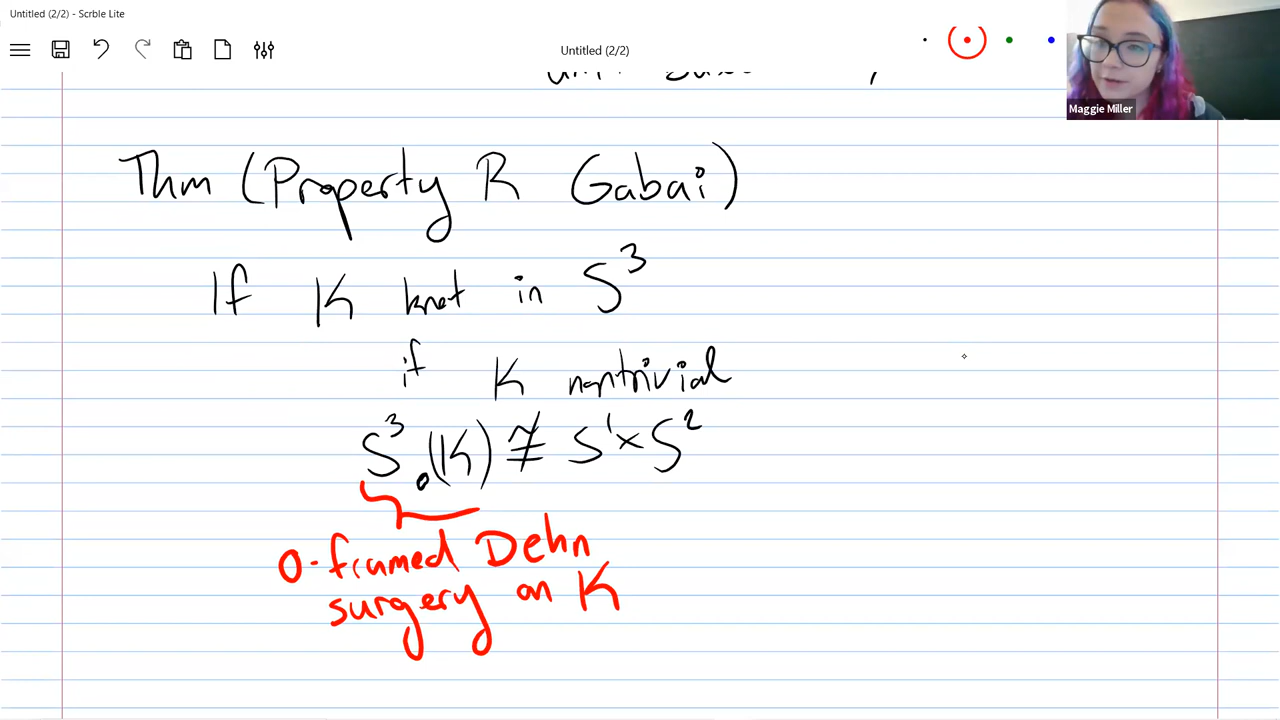 Untitled (2/2) - Scrble Lite
Untitled (2/2)
Maggie Miller
Thm (Property R Gabai)
If K knot in S³
if K nontrivial
S³₀(K) ≇ S¹×S²
0-framed Dehn
surgery on K